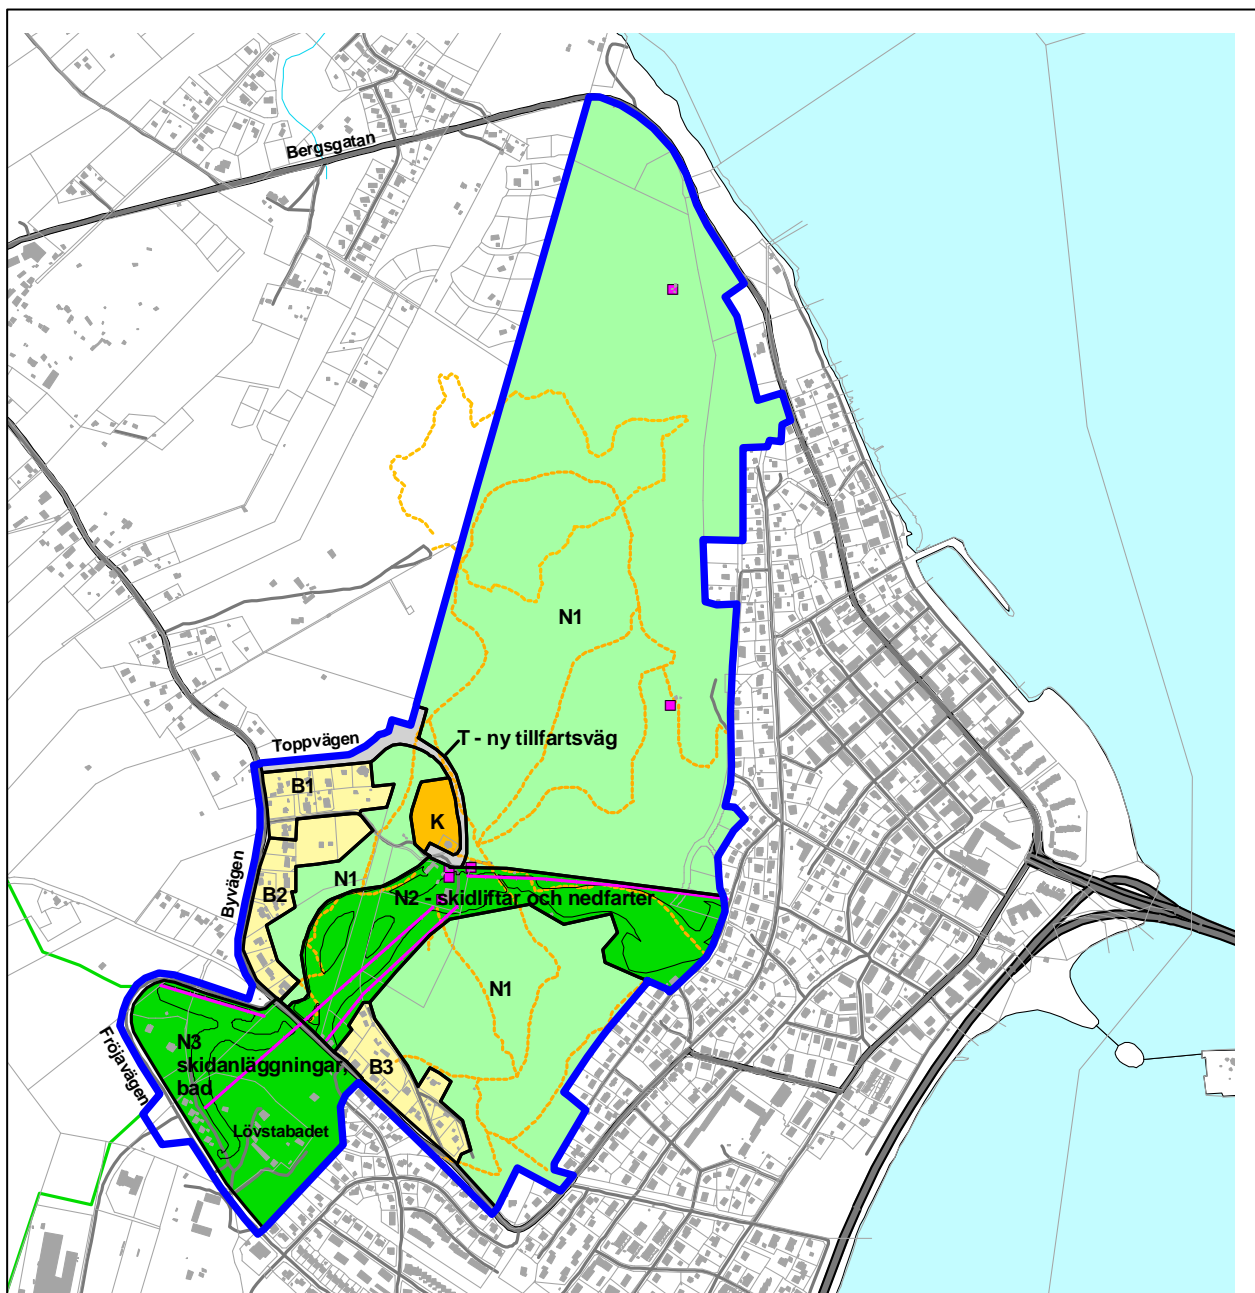 Bergsgatan
N1
T - ny tillfartsväg
Toppvägen
B1
K
Byvägen
N1
B2
N2 - skidliftar och nedfarter
N1
Fröjavägen
N3
skidanläggningar,
bad
B3
Lövstabadet